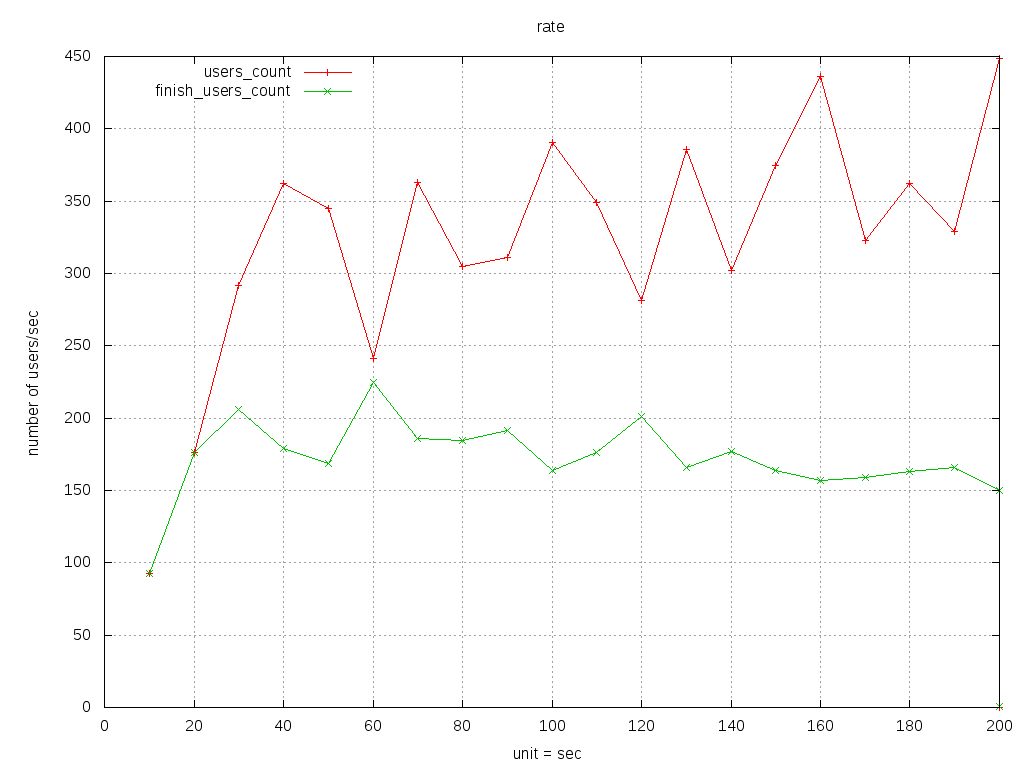 rate
450
users_count
finish_users_count
400
350
300
250
200
150
100
50
0
number of users/sec
0 20 40 60 80 100 120 140 160 180 200
unit = sec